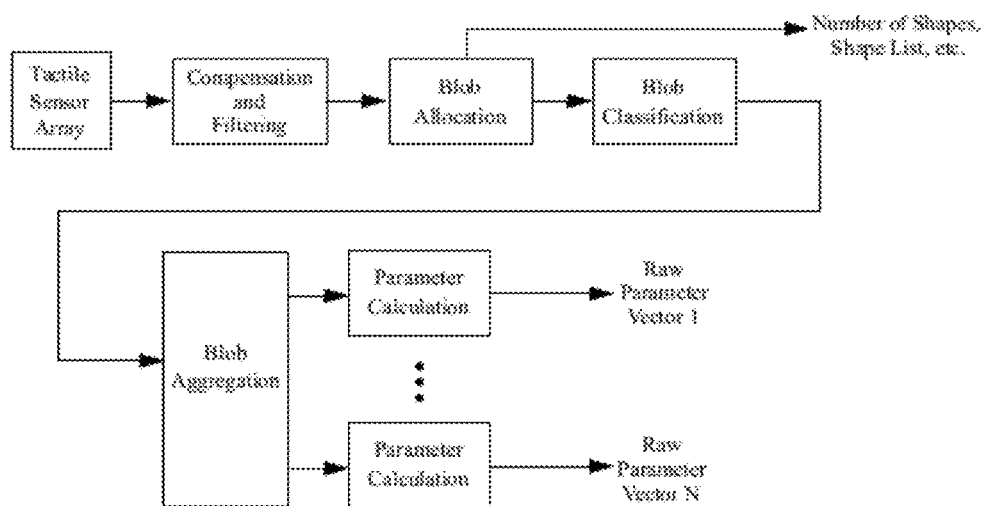 Number of Shapes,
Shape List, etc.
Tactile
Sensor
Array
Compensation
and
Filtering
Blob
Allocation
Blob
Classification
Blob
Aggregation
Parameter
Calculation
Raw
Parameter
Vector 1
Parameter
Calculation
Raw
Parameter
Vector N